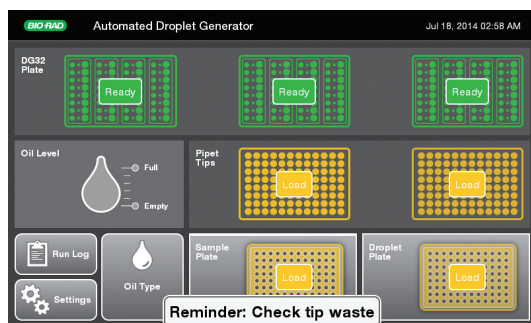 BIO-RAD Automated Droplet Generator Jul 18, 2014 02:58 AM
DG32
Plate
Ready Ready Ready
Oil Level
Full
Empty
Pipet
Tips
Load Load
Run Log
Settings
Oil Type
Sample
Plate
Load
Droplet
Plate
Load
Reminder: Check tip waste